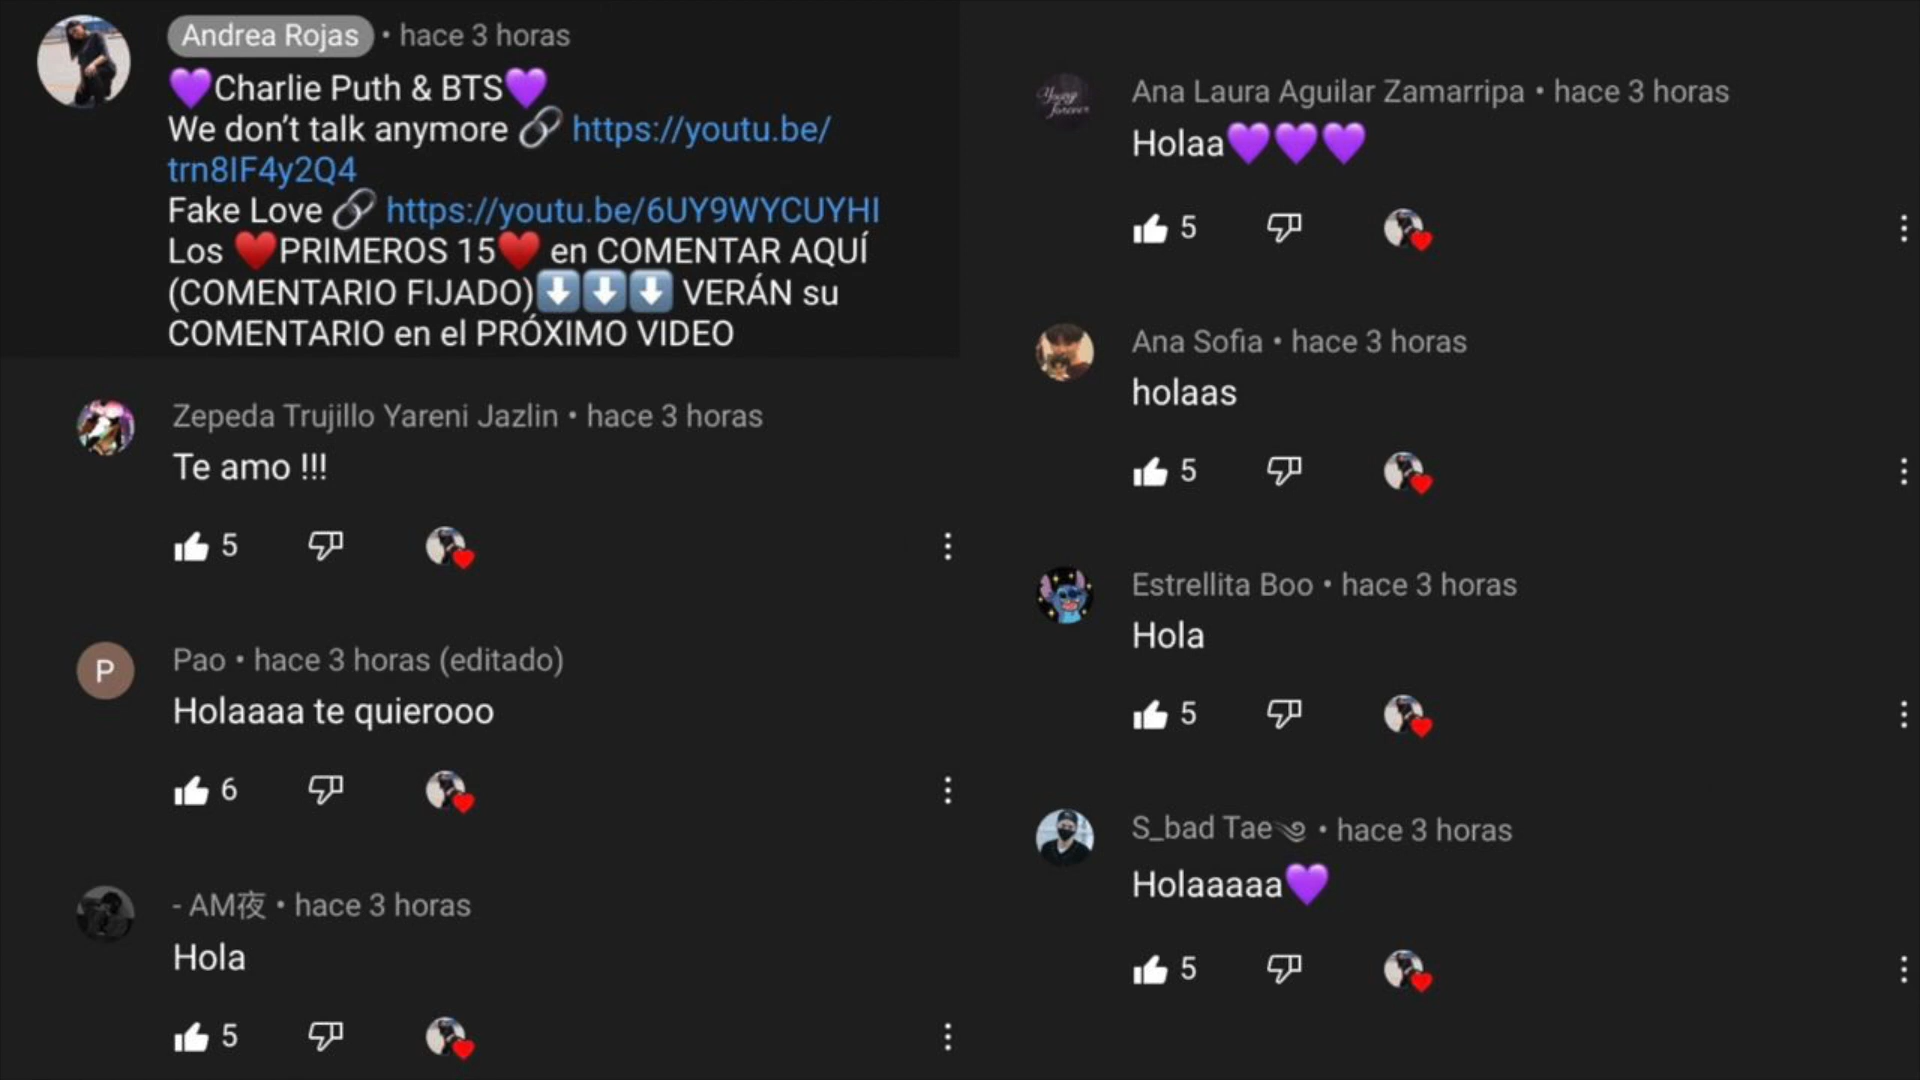 Andrea Rojas • hace 3 horas
💜Charlie Puth & BTS💜
We don’t talk anymore 🔗 https://youtu.be/
trn8IF4y2Q4
Fake Love 🔗 https://youtu.be/6UY9WYCUYHI
Los ♥️PRIMEROS 15♥️ en COMENTAR AQUÍ
(COMENTARIO FIJADO)⬇️⬇️⬇️ VERÁN su
COMENTARIO en el PRÓXIMO VIDEO
Zepeda Trujillo Yareni Jazlin • hace 3 horas
Te amo !!!
5
P
Pao • hace 3 horas (editado)
Holaaaa te quierooo
6
- AM夜 • hace 3 horas
Hola
5
Young
forever
Ana Laura Aguilar Zamarripa • hace 3 horas
Holaa💜💜💜
5
Ana Sofia • hace 3 horas
holaas
5
Estrellita Boo • hace 3 horas
Hola
5
S_bad Tae༄ • hace 3 horas
Holaaaaa💜
5